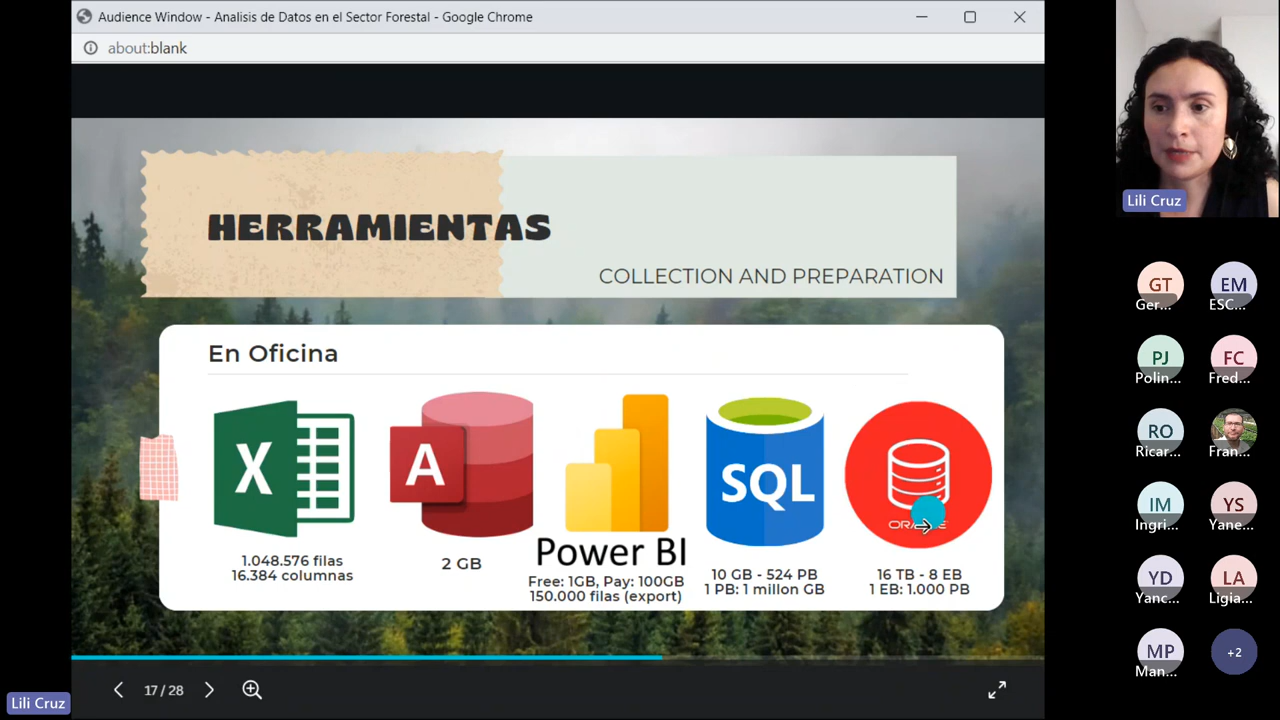 Audience Window - Analisis de Datos en el Sector Forestal - Google Chrome
about:blank
HERRAMIENTAS
COLLECTION AND PREPARATION
En Oficina
X
A
Power BI
SQL
1.048.576 filas
16.384 columnas
2 GB
Free: 1GB, Pay: 100GB
150.000 filas (export)
10 GB - 524 PB
1 PB: 1 millon GB
16 TB - 8 EB
1 EB: 1.000 PB
17 / 28
Lili Cruz
Lili Cruz
GT
Ger...
EM
ESC...
PJ
Polin...
FC
Fred...
RO
Ricar...
Fran...
IM
Ingri...
YS
Yane...
YD
Yanc...
LA
Ligia...
MP
Man...
+2